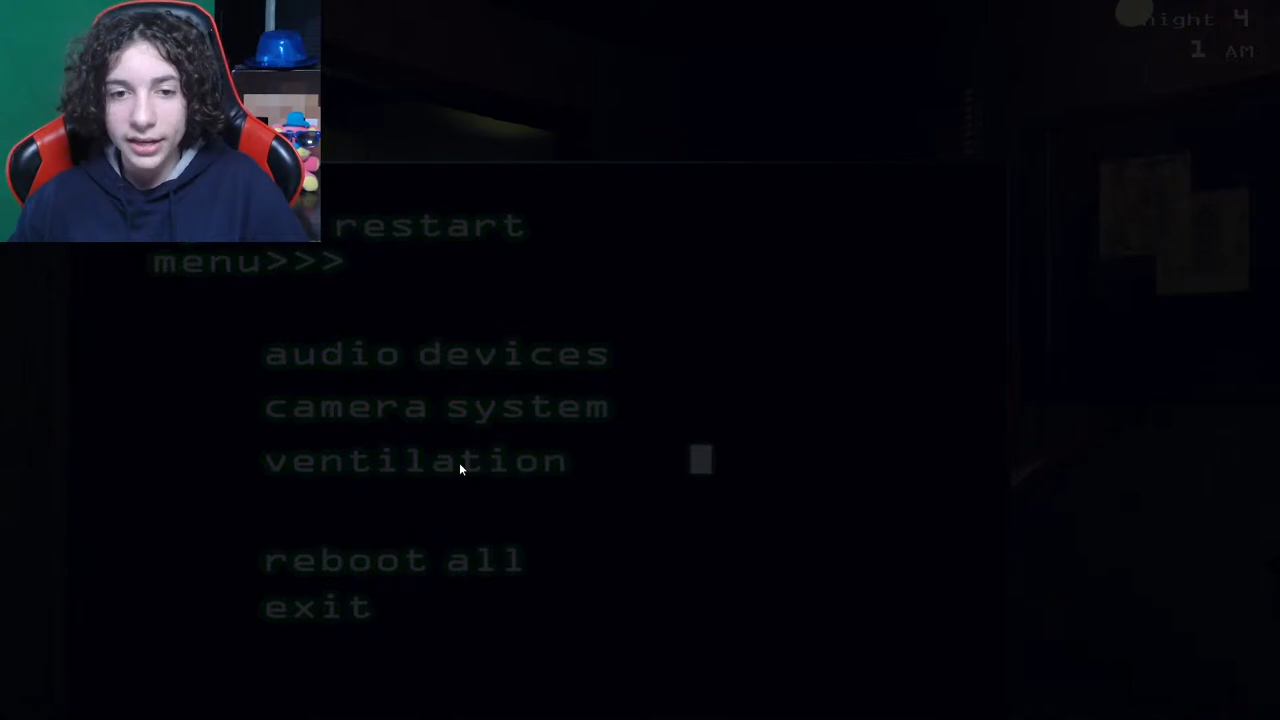 night 4
1 AM
restart
menu>>>
audio devices
camera system
ventilation
reboot all
exit